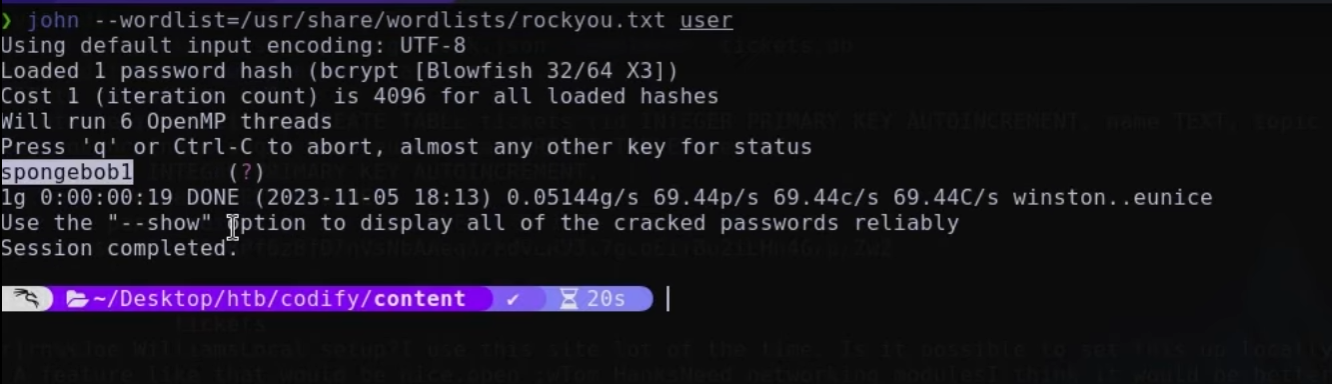 ❯ john --wordlist=/usr/share/wordlists/rockyou.txt user
Using default input encoding: UTF-8
Loaded 1 password hash (bcrypt [Blowfish 32/64 X3])
Cost 1 (iteration count) is 4096 for all loaded hashes
Will run 6 OpenMP threads
Press 'q' or Ctrl-C to abort, almost any other key for status
spongebob1       (?)
1g 0:00:00:19 DONE (2023-11-05 18:13) 0.05144g/s 69.44p/s 69.44c/s 69.44C/s winston..eunice
Use the "--show" option to display all of the cracked passwords reliably
Session completed.
~/Desktop/htb/codify/content ✔ 20s